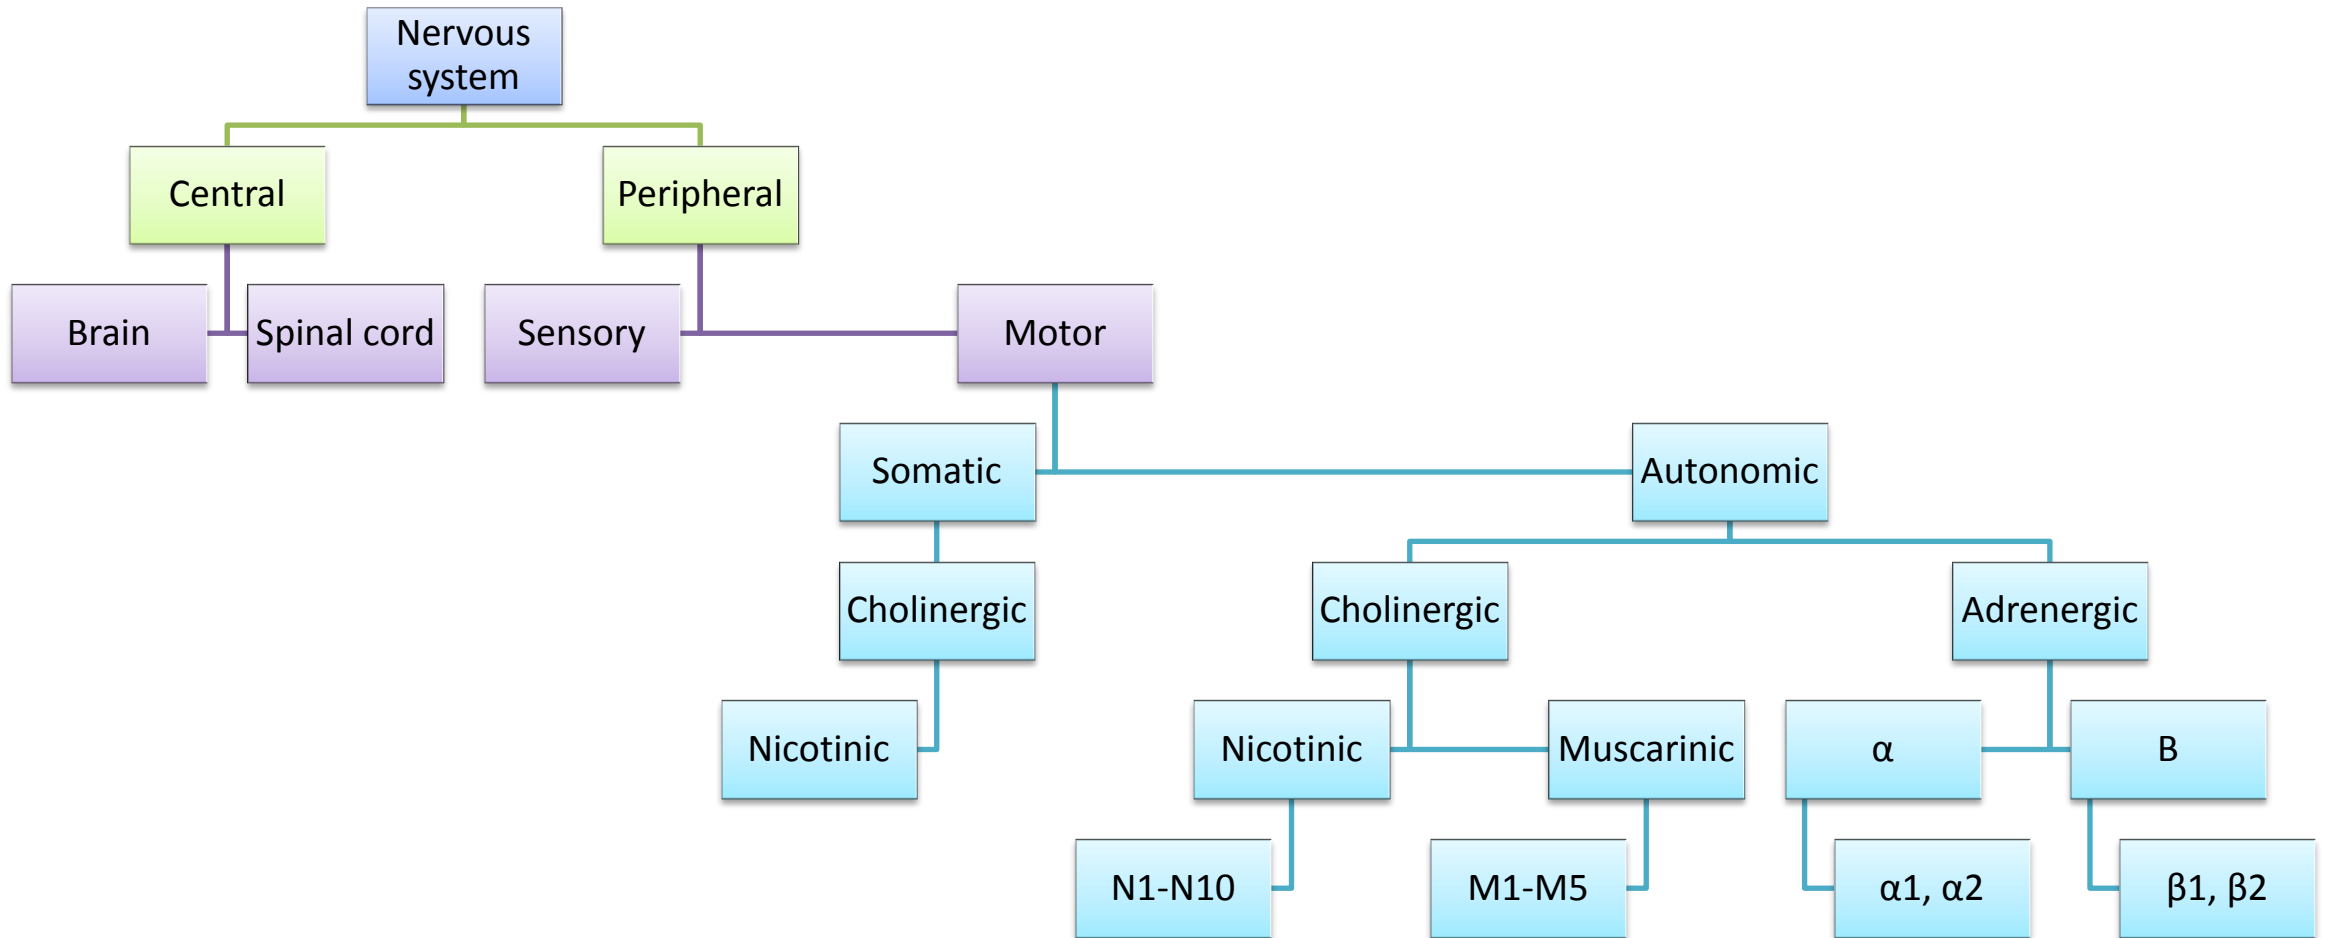 Nervous
system
Central
Peripheral
Brain
Spinal cord
Sensory
Motor
Somatic
Autonomic
Cholinergic
Cholinergic
Adrenergic
Nicotinic
Nicotinic
Muscarinic
α
B
N1-N10
M1-M5
α1, α2
β1, β2